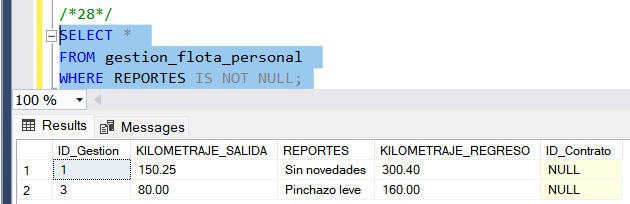 /*28*/
SELECT *
FROM gestion_flota_personal
WHERE REPORTES IS NOT NULL;
100 %
Results Messages
ID_Gestion KILOMETRAJE_SALIDA REPORTES KILOMETRAJE_REGRESO ID_Contrato
1 1 150.25 Sin novedades 300.40 NULL
2 3 80.00 Pinchazo leve 160.00 NULL